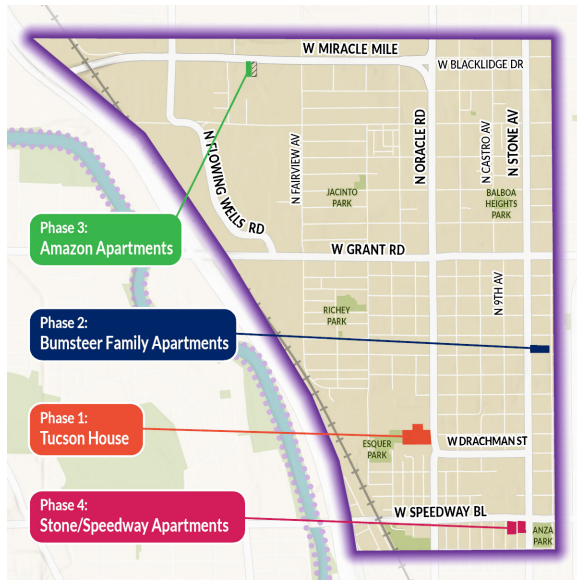 W MIRACLE MILE
W BLACKLIDGE DR
N FLOWING WELLS RD
N FAIRVIEW AV
N ORACLE RD
N CASTRO AV
N STONE AV
JACINTO
PARK
BALBOA
HEIGHTS
PARK
Phase 3:
Amazon Apartments
W GRANT RD
N 9TH AV
RICHEY
PARK
Phase 2:
Bumsteer Family Apartments
Phase 1:
Tucson House
ESQUER
PARK
W DRACHMAN ST
Phase 4:
Stone/Speedway Apartments
W SPEEDWAY BL
ANZA
PARK